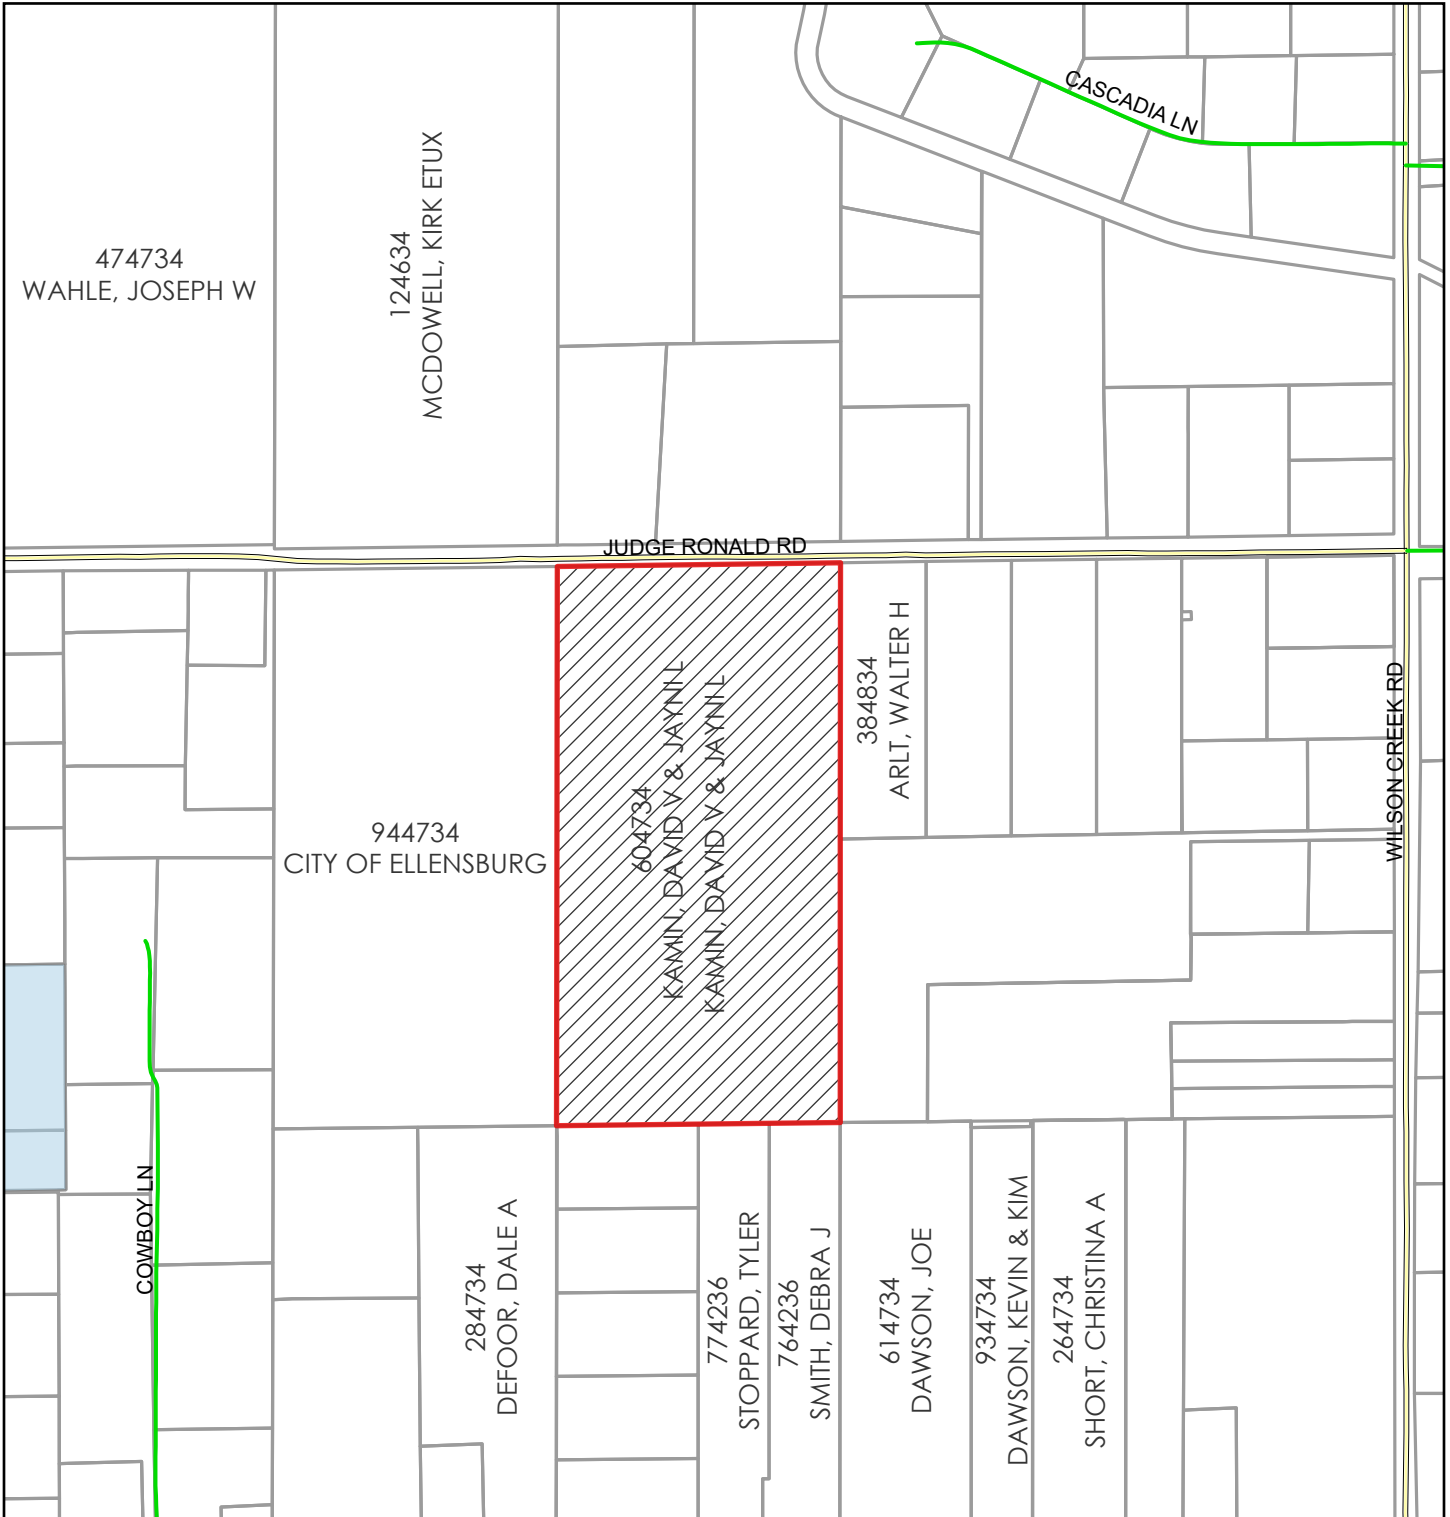 CASCADIA LN
474734
WAHLE, JOSEPH W
124634
MCDOWELL, KIRK ETUX
JUDGE RONALD RD
384834
ARLT, WALTER H
604734
KAMIN, DAVID V & JAYNI L
KAMIN, DAVID V & JAYNI L
944734
CITY OF ELLENSBURG
WILSON CREEK RD
COWBOY LN
284734
DEFOOR, DALE A
774236
STOPPARD, TYLER
764236
SMITH, DEBRA J
614734
DAWSON, JOE
934734
DAWSON, KEVIN & KIM
264734
SHORT, CHRISTINA A